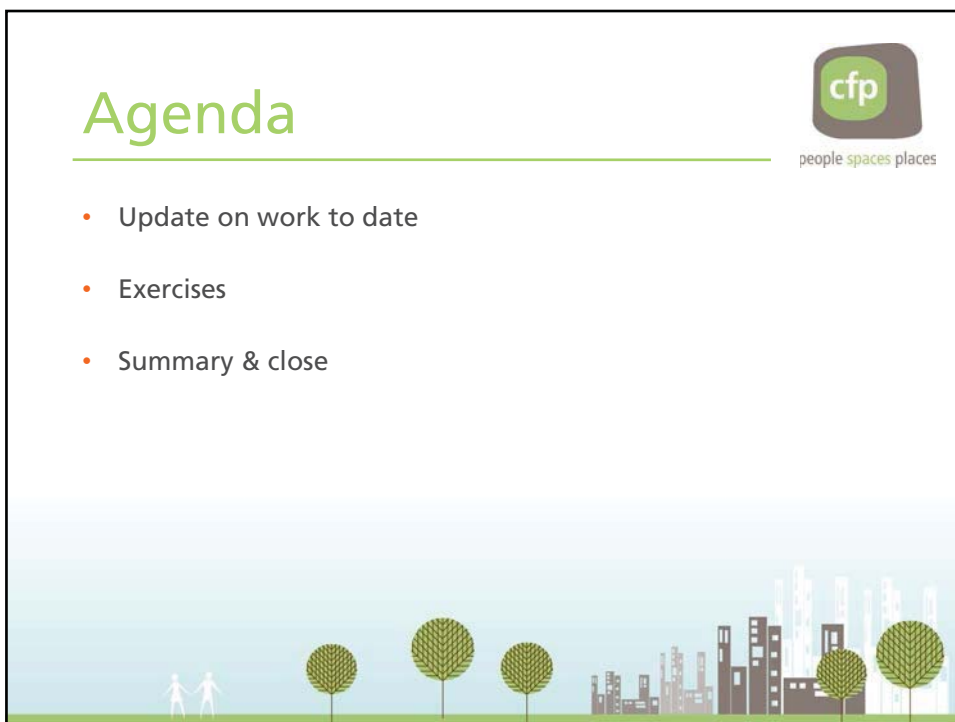 Agenda
cfp
people spaces places
• Update on work to date
• Exercises
• Summary & close